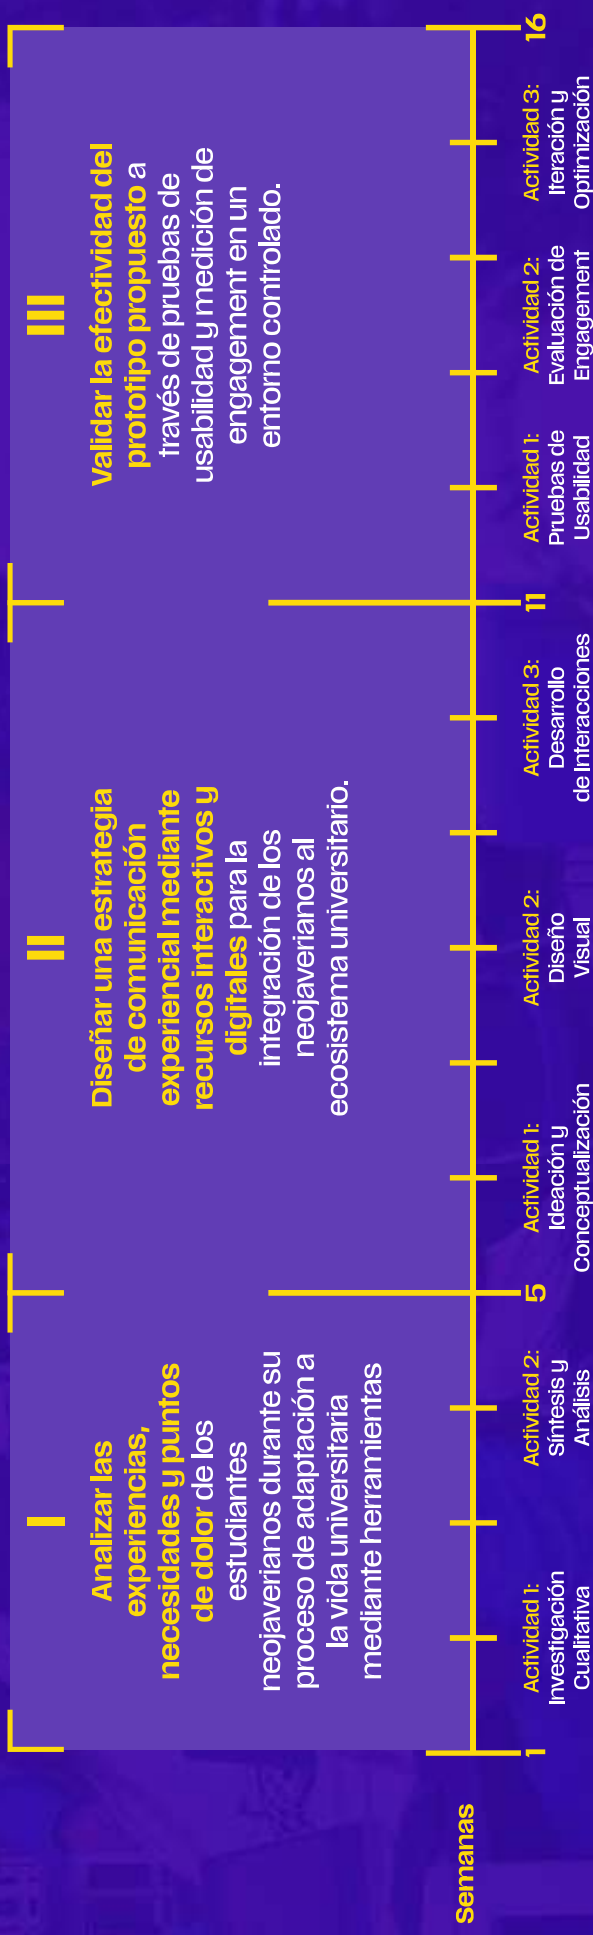 I
Analizar las
experiencias,
necesidades y puntos
de dolor de los
estudiantes
neojaverianos durante su
proceso de adaptación a
la vida universitaria
mediante herramientas
II
Diseñar una estrategia
de comunicación
experiencial mediante
recursos interactivos y
digitales para la
integración de los
neojaverianos al
ecosistema universitario.
III
Validar la efectividad del
prototipo propuesto a
través de pruebas de
usabilidad y medición de
engagement en un
entorno controlado.
Semanas
1
5
11
16
Actividad 1:
Investigación
Cualitativa
Actividad 2:
Síntesis y
Análisis
Actividad 1:
Ideación y
Conceptualización
Actividad 2:
Diseño
Visual
Actividad 3:
Desarrollo
de Interacciones
Actividad 1:
Pruebas de
Usabilidad
Actividad 2:
Evaluación de
Engagement
Actividad 3:
Iteración y
Optimización